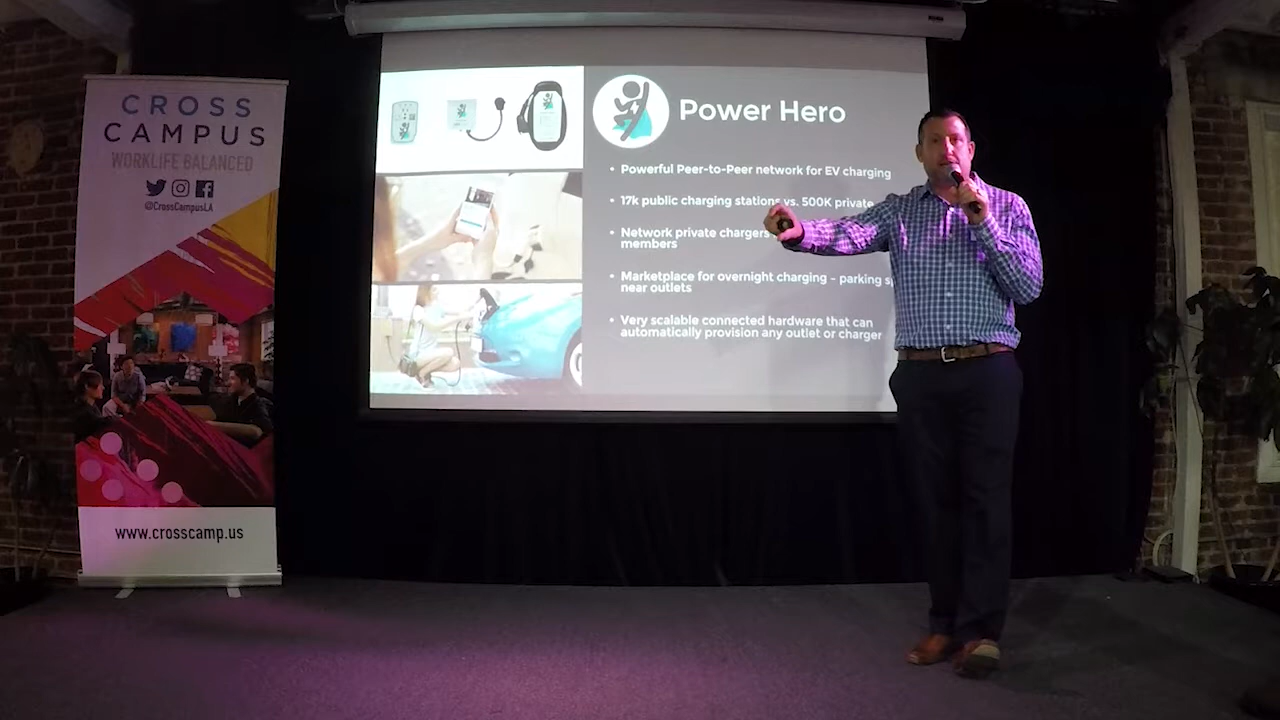 CROSS
CAMPUS
WORKLIFE BALANCED
@CrossCampusLA
www.crosscamp.us
Power Hero
• Powerful Peer-to-Peer network for EV charging
• 17k public charging stations vs. 500K private
• Network private chargers
members
• Marketplace for overnight charging – parking
near outlets
• Very scalable connected hardware that can
automatically provision any outlet or charger